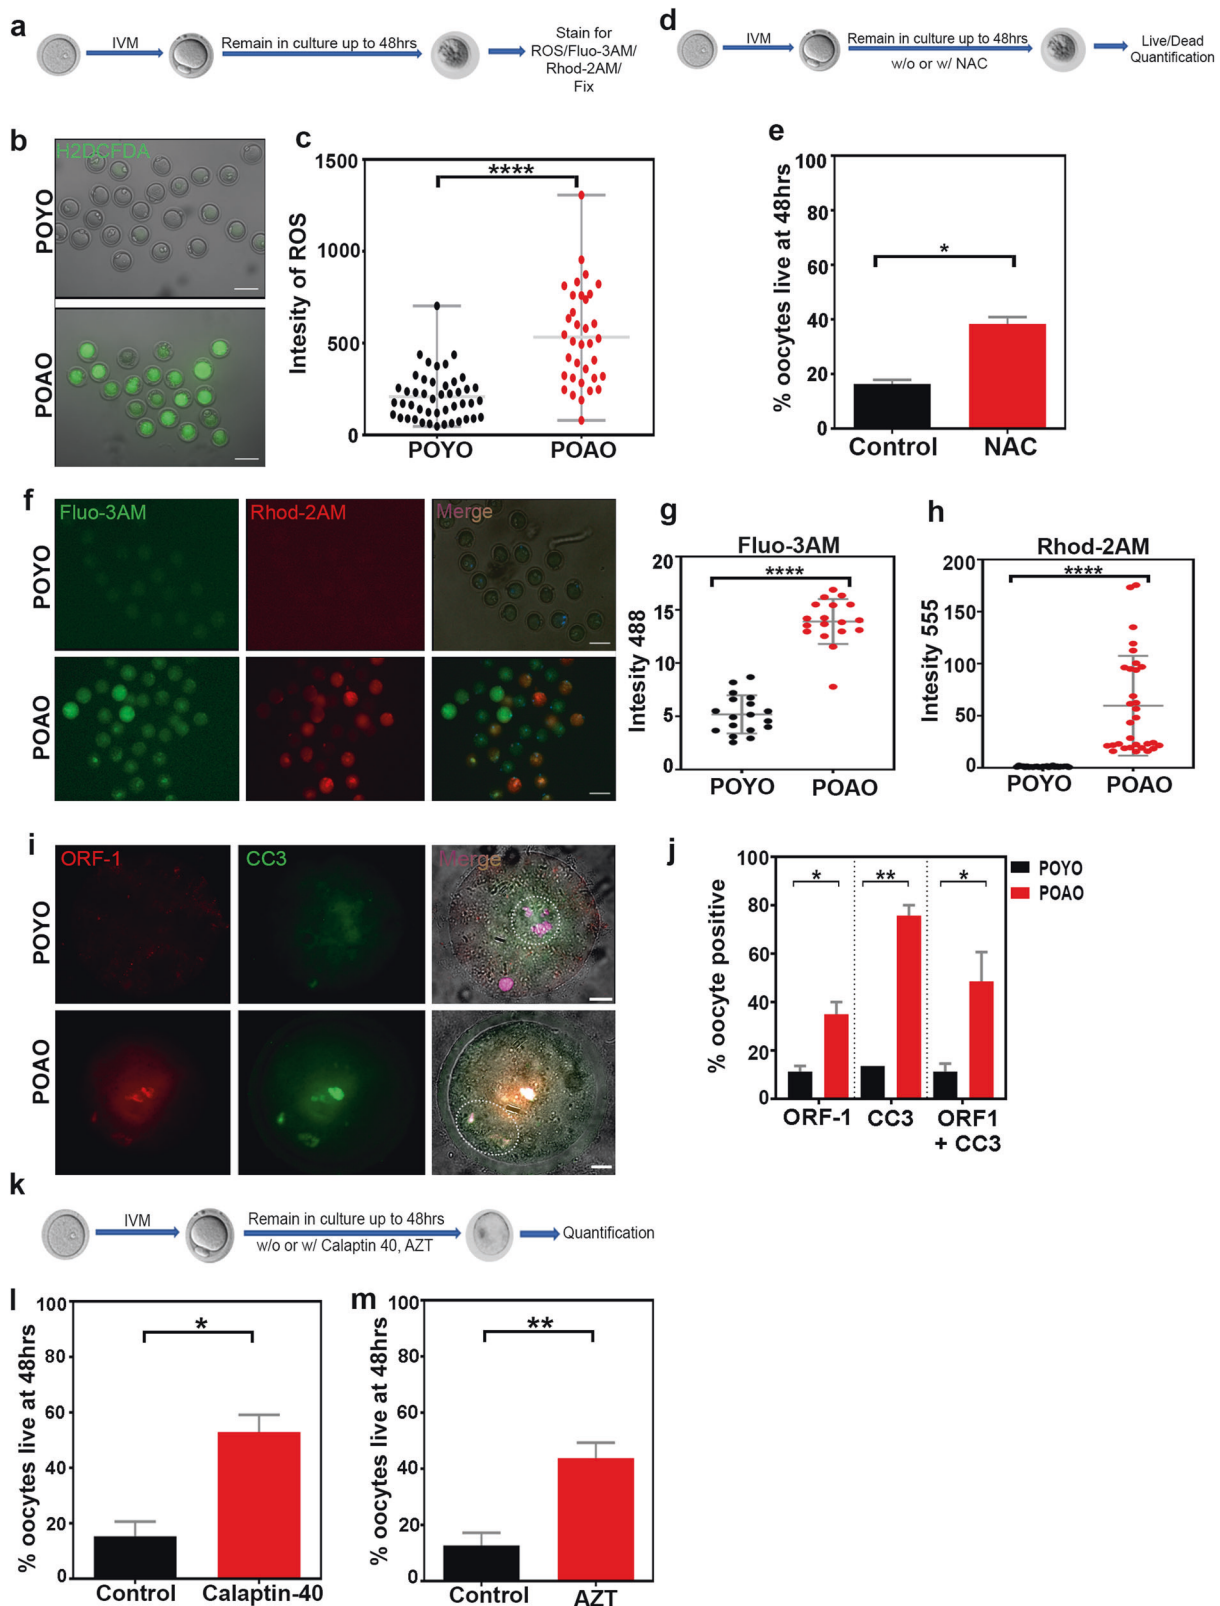 a
IVM
Remain in culture up to 48hrs
Stain for
ROS/Fluo-3AM/
Rhod-2AM/
Fix
d
IVM
Remain in culture up to 48hrs
w/o or w/ NAC
Live/Dead
Quantification
b
H2DCFDA
POYO
POAO
c
Intesity of ROS
1500
1000
500
0
****
POYO
POAO
e
% oocytes live at 48hrs
100
80
60
40
20
0
*
Control
NAC
f
Fluo-3AM
Rhod-2AM
Merge
POYO
POAO
g
Fluo-3AM
Intesity 488
20
15
10
5
0
****
POYO
POAO
h
Rhod-2AM
Intesity 555
200
150
100
50
0
****
POYO
POAO
i
ORF-1
CC3
Merge
POYO
POAO
j
% oocyte positive
100
80
60
40
20
0
*
**
*
POYO
POAO
ORF-1
CC3
ORF1
+ CC3
k
IVM
Remain in culture up to 48hrs
w/o or w/ Calaptin 40, AZT
Quantification
l
% oocytes live at 48hrs
100
80
60
40
20
0
*
Control
Calaptin-40
m
% oocytes live at 48hrs
100
80
60
40
20
0
**
Control
AZT